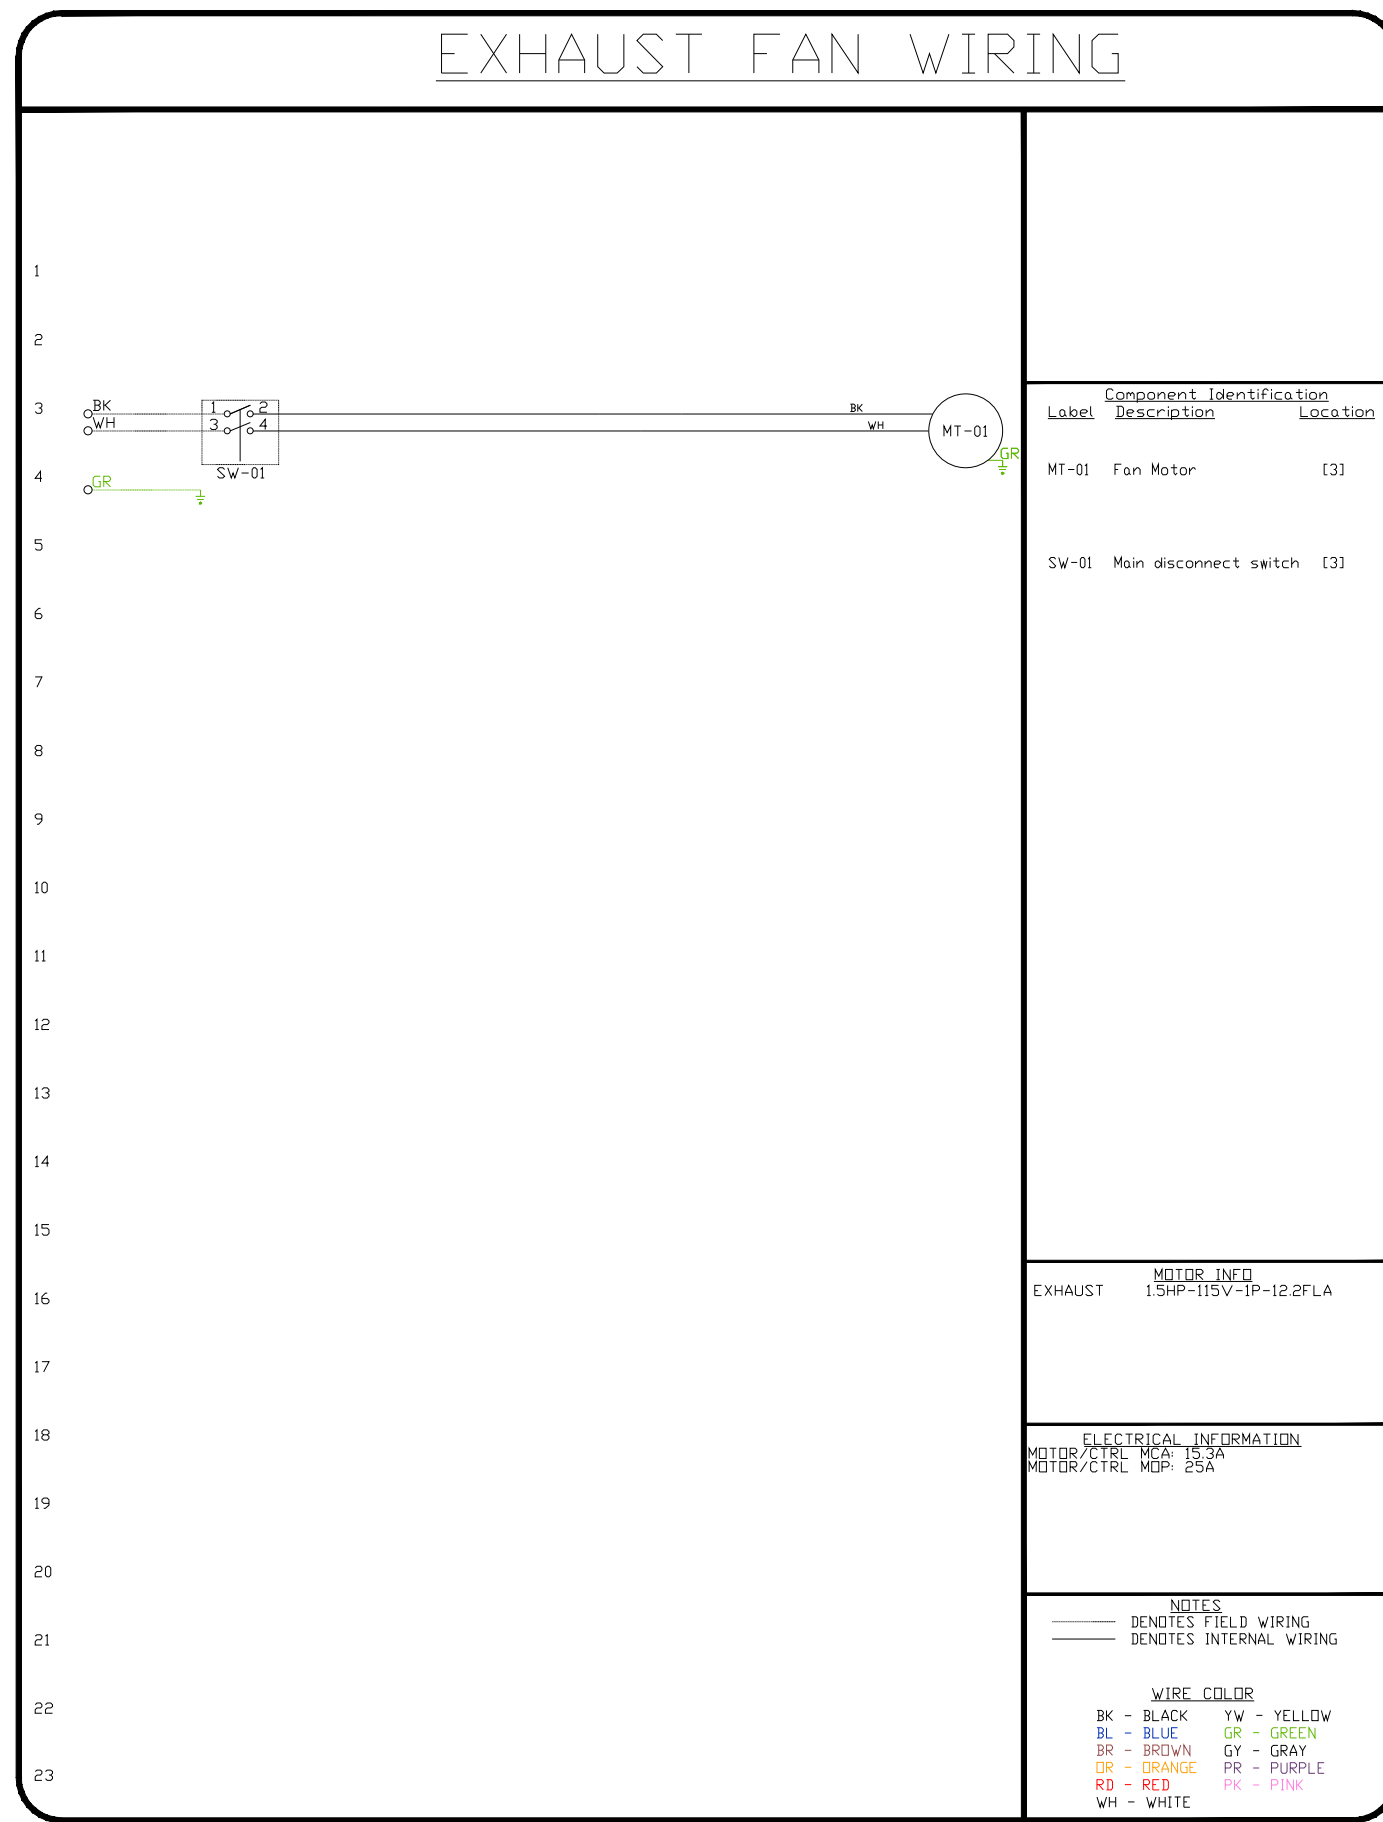 EXHAUST FAN WIRING
1
2
3
BK
WH
1
2
3
4
SW-01
BK
WH
MT-01
GR
4
GR
5
6
7
8
9
10
11
12
13
14
15
16
17
18
19
20
21
22
23
Component Identification
Label Description Location
MT-01 Fan Motor [3]
SW-01 Main disconnect switch [3]
MOTOR INFO
EXHAUST 1.5HP-115V-1P-12.2FLA
ELECTRICAL INFORMATION
MOTOR/CTRL MCA: 15.3A
MOTOR/CTRL MOP: 25A
NOTES
DENOTES FIELD WIRING
DENOTES INTERNAL WIRING
WIRE COLOR
BK - BLACK YW - YELLOW
BL - BLUE GR - GREEN
BR - BROWN GY - GRAY
OR - ORANGE PR - PURPLE
RD - RED PK - PINK
WH - WHITE